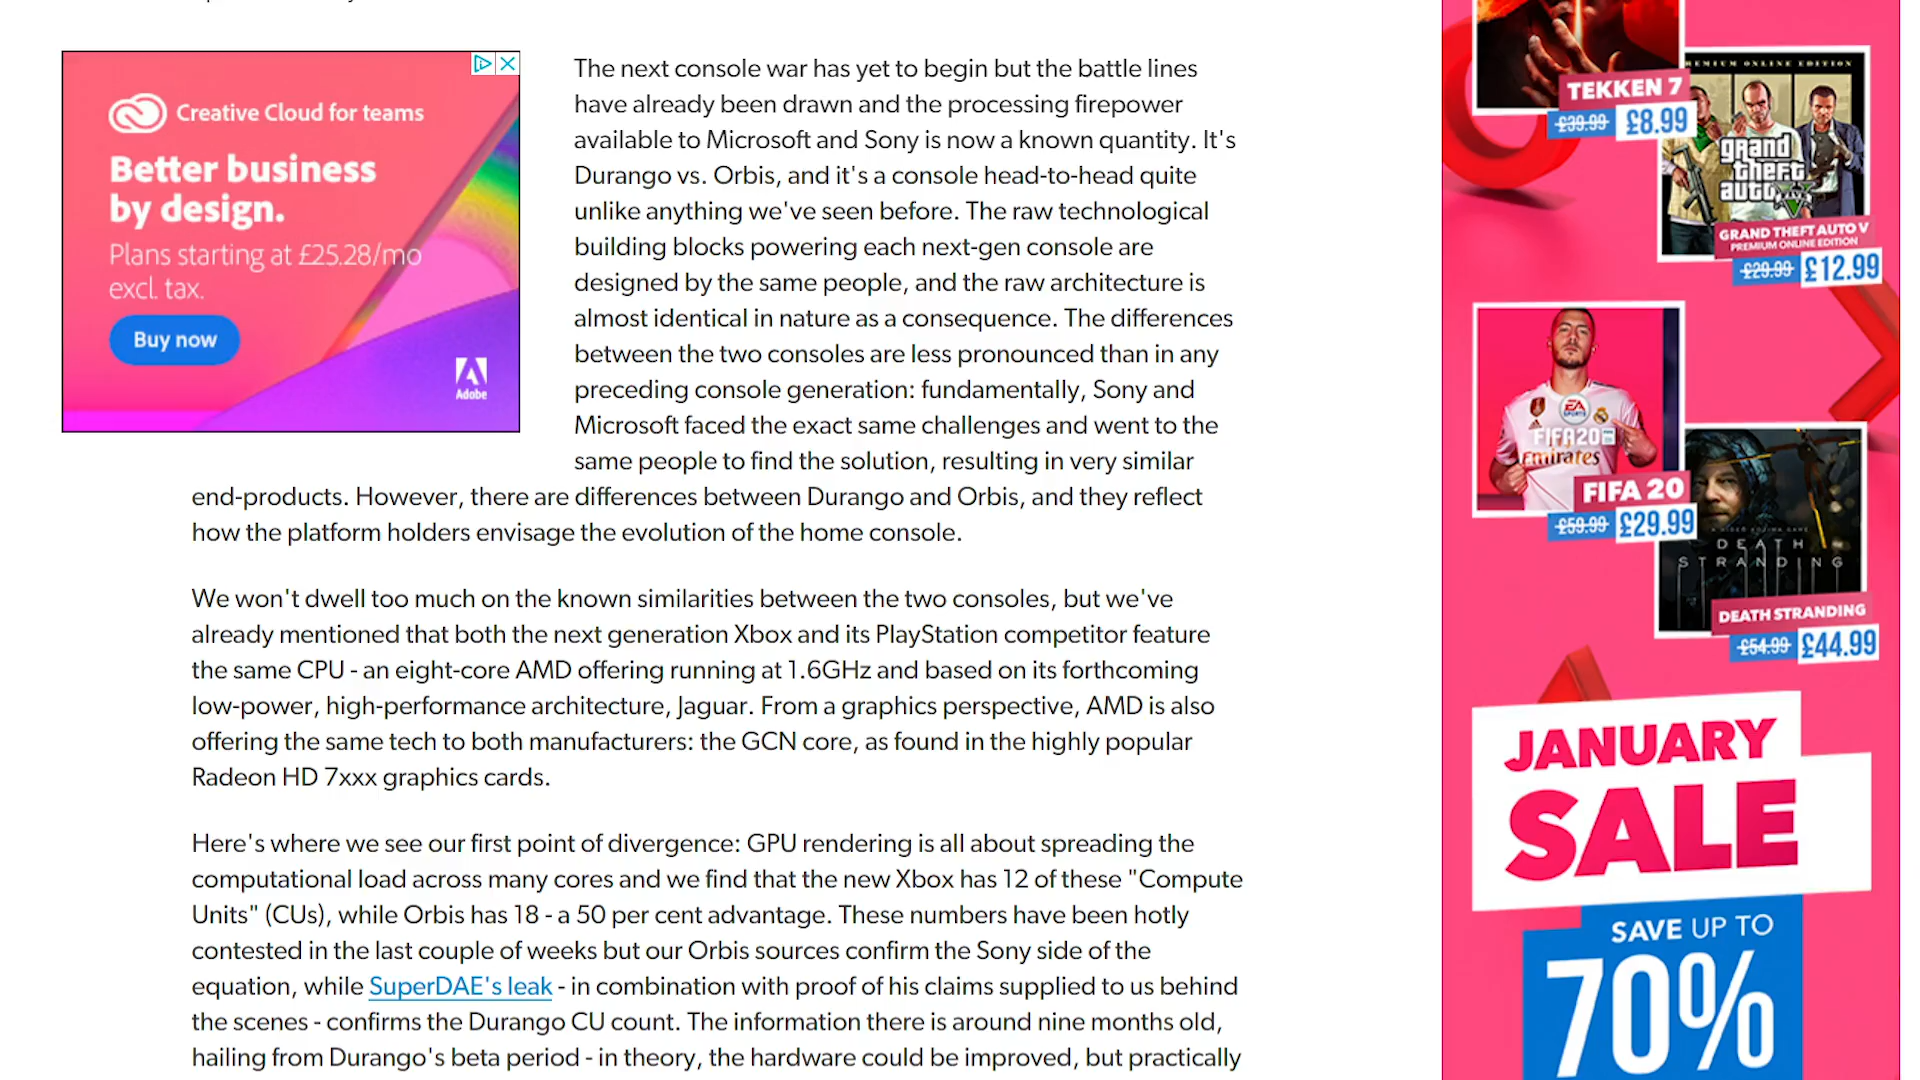 Creative Cloud for teams
Better business
by design.
Plans starting at £25.28/mo
excl. tax.
Buy now
Adobe
The next console war has yet to begin but the battle lines
have already been drawn and the processing firepower
available to Microsoft and Sony is now a known quantity. It's
Durango vs. Orbis, and it's a console head-to-head quite
unlike anything we've seen before. The raw technological
building blocks powering each next-gen console are
designed by the same people, and the raw architecture is
almost identical in nature as a consequence. The differences
between the two consoles are less pronounced than in any
preceding console generation: fundamentally, Sony and
Microsoft faced the exact same challenges and went to the
same people to find the solution, resulting in very similar
end-products. However, there are differences between Durango and Orbis, and they reflect
how the platform holders envisage the evolution of the home console.
We won't dwell too much on the known similarities between the two consoles, but we've
already mentioned that both the next generation Xbox and its PlayStation competitor feature
the same CPU - an eight-core AMD offering running at 1.6GHz and based on its forthcoming
low-power, high-performance architecture, Jaguar. From a graphics perspective, AMD is also
offering the same tech to both manufacturers: the GCN core, as found in the highly popular
Radeon HD 7xxx graphics cards.
Here's where we see our first point of divergence: GPU rendering is all about spreading the
computational load across many cores and we find that the new Xbox has 12 of these "Compute
Units" (CUs), while Orbis has 18 - a 50 per cent advantage. These numbers have been hotly
contested in the last couple of weeks but our Orbis sources confirm the Sony side of the
equation, while SuperDAE's leak - in combination with proof of his claims supplied to us behind
the scenes - confirms the Durango CU count. The information there is around nine months old,
hailing from Durango's beta period - in theory, the hardware could be improved, but practically
TEKKEN 7
£39.99 £8.99
PREMIUM ONLINE EDITION
grand
theft
auto
V
GRAND THEFT AUTO V
PREMIUM ONLINE EDITION
£29.99 £12.99
EA
SPORTS
FIFA20
Emirates
FIFA 20
£59.99 £29.99
A HIDEO KOJIMA GAME
DEATH
STRANDING
DEATH STRANDING
£54.99 £44.99
JANUARY
SALE
SAVE UP TO
70%